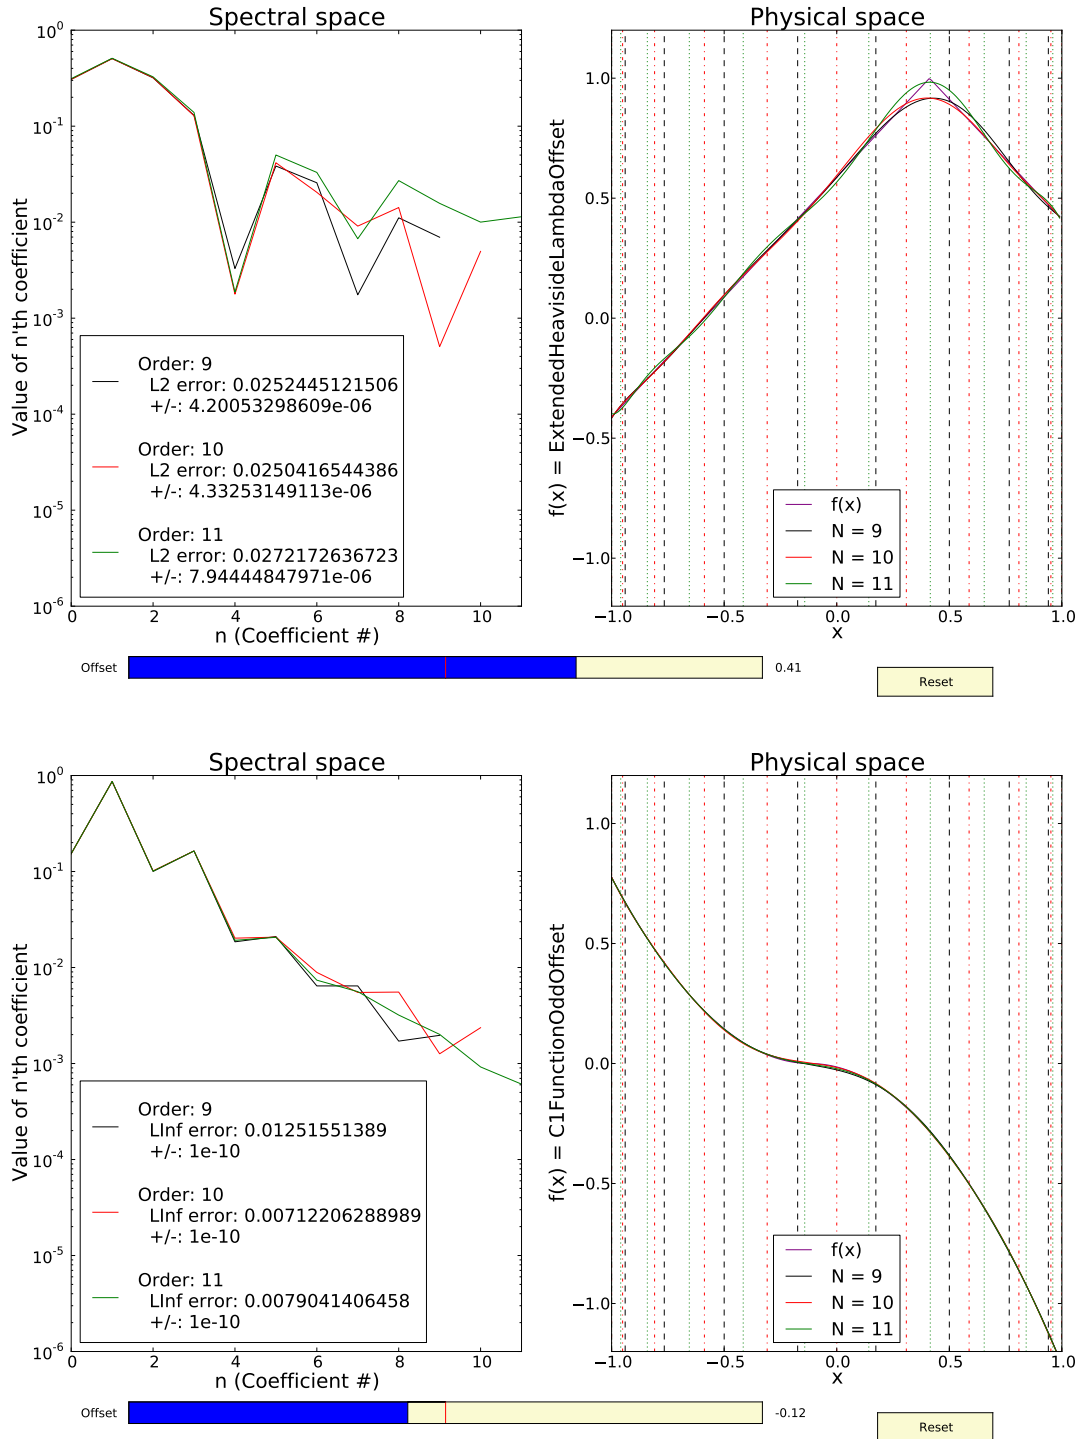 Spectral space
Value of n'th coefficient
10^0
10^-1
10^-2
10^-3
10^-4
10^-5
10^-6
Order: 9
L2 error: 0.0252445121506
+/-: 4.20053298609e-06
Order: 10
L2 error: 0.0250416544386
+/-: 4.33253149113e-06
Order: 11
L2 error: 0.0272172636723
+/-: 7.94444847971e-06
0 2 4 6 8 10
n (Coefficient #)
Physical space
f(x) = ExtendedHeavisideLambdaOffset
1.0
0.5
0.0
−0.5
−1.0
f(x)
N = 9
N = 10
N = 11
−1.0 −0.5 0.0 0.5 1.0
x
Offset 0.41
Reset
Spectral space
Value of n'th coefficient
10^0
10^-1
10^-2
10^-3
10^-4
10^-5
10^-6
Order: 9
LInf error: 0.01251551389
+/-: 1e-10
Order: 10
LInf error: 0.00712206288989
+/-: 1e-10
Order: 11
LInf error: 0.0079041406458
+/-: 1e-10
0 2 4 6 8 10
n (Coefficient #)
Physical space
f(x) = C1FunctionOddOffset
1.0
0.5
0.0
−0.5
−1.0
f(x)
N = 9
N = 10
N = 11
−1.0 −0.5 0.0 0.5 1.0
x
Offset -0.12
Reset